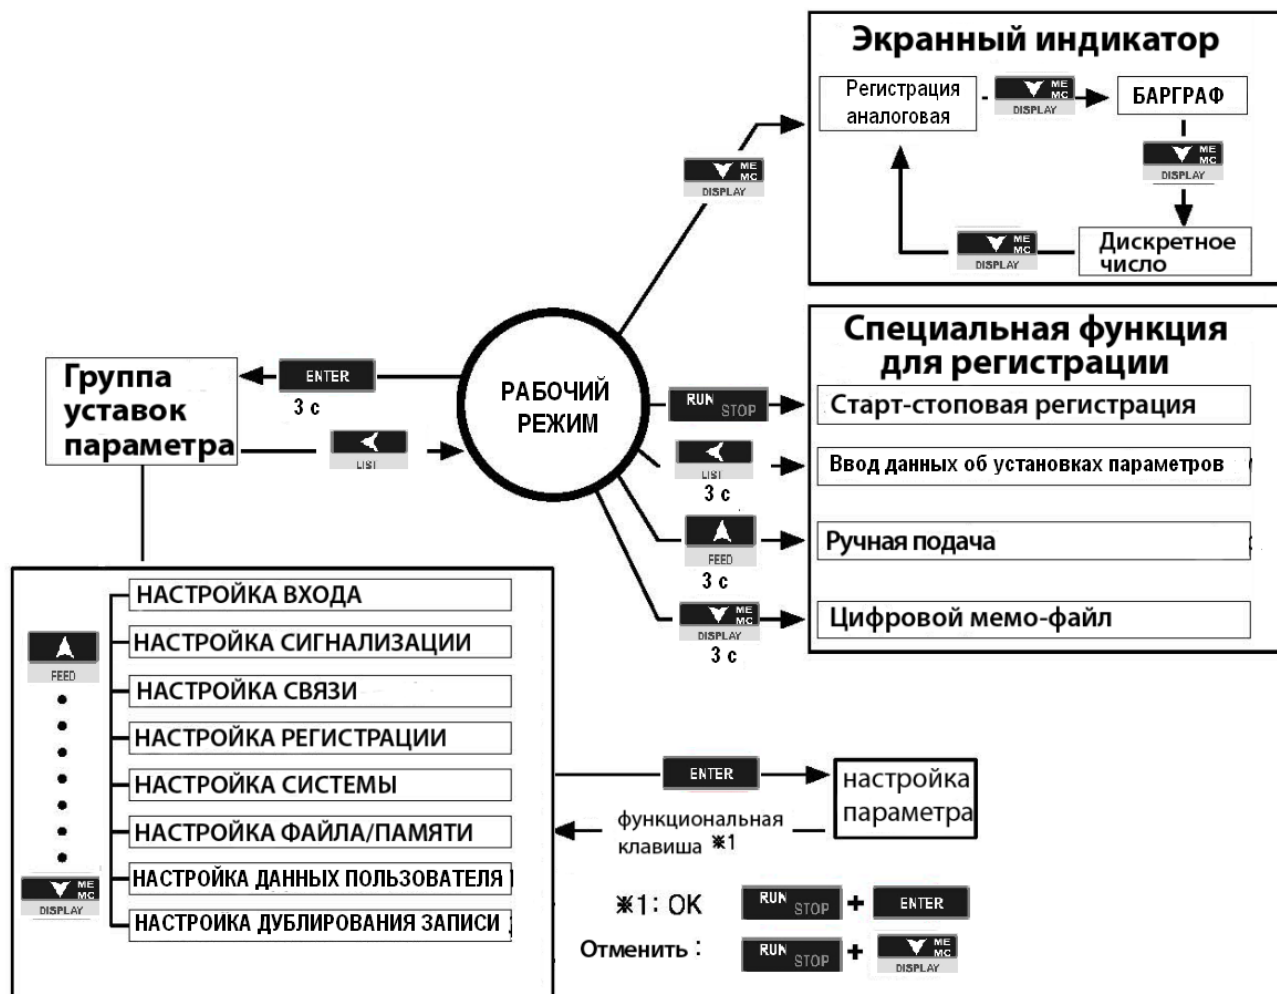 Экранный индикатор
Регистрация
аналоговая
ME
MC
DISPLAY
БАРГРАФ
ME
MC
DISPLAY
Дискретное
число
ME
MC
DISPLAY
ME
MC
DISPLAY
РАБОЧИЙ
РЕЖИМ
Группа
уставок
параметра
ENTER
3 с
LIST
Специальная функция
для регистрации
RUN
STOP
Старт-стоповая регистрация
LIST
3 с
Ввод данных об установках параметров
FEED
3 с
Ручная подача
ME
MC
DISPLAY
3 с
Цифровой мемо-файл
FEED
ME
MC
DISPLAY
НАСТРОЙКА ВХОДА
НАСТРОЙКА СИГНАЛИЗАЦИИ
НАСТРОЙКА СВЯЗИ
НАСТРОЙКА РЕГИСТРАЦИИ
НАСТРОЙКА СИСТЕМЫ
НАСТРОЙКА ФАЙЛА/ПАМЯТИ
НАСТРОЙКА ДАННЫХ ПОЛЬЗОВАТЕЛЯ
НАСТРОЙКА ДУБЛИРОВАНИЯ ЗАПИСИ
ENTER
настройка
параметра
функциональная
клавиша ※1
※1: OK RUN STOP + ENTER
Отменить : RUN STOP + ME MC
DISPLAY